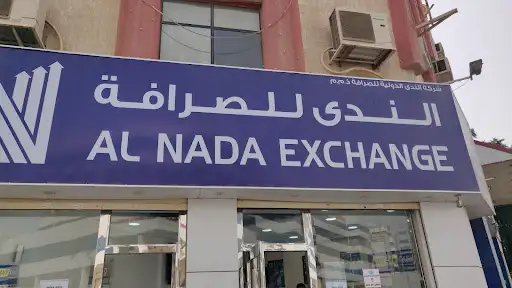 شركة الندى الدولية للصرافة ذ.م.م
الندى للصرافة
AL NADA EXCHANGE